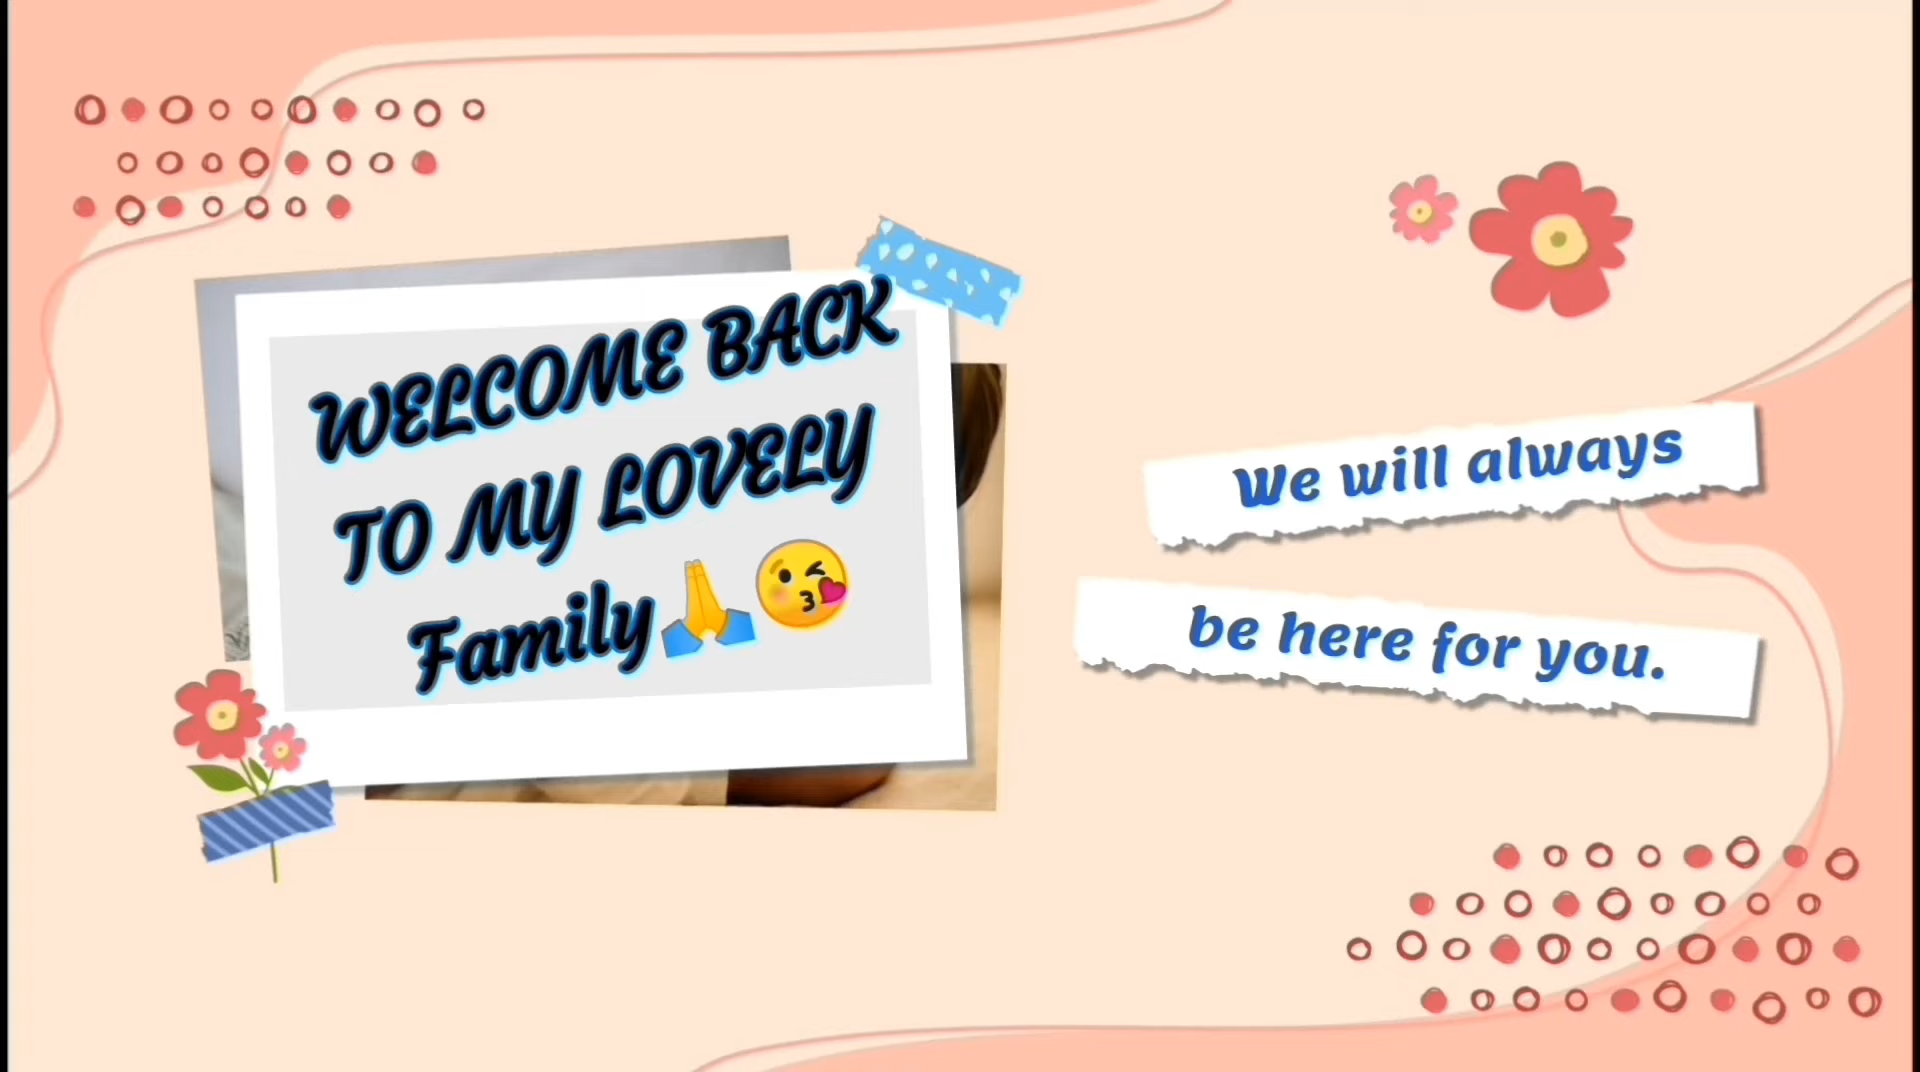 WELCOME BACK
TO MY LOVELY
Family🙏😘
We will always
be here for you.